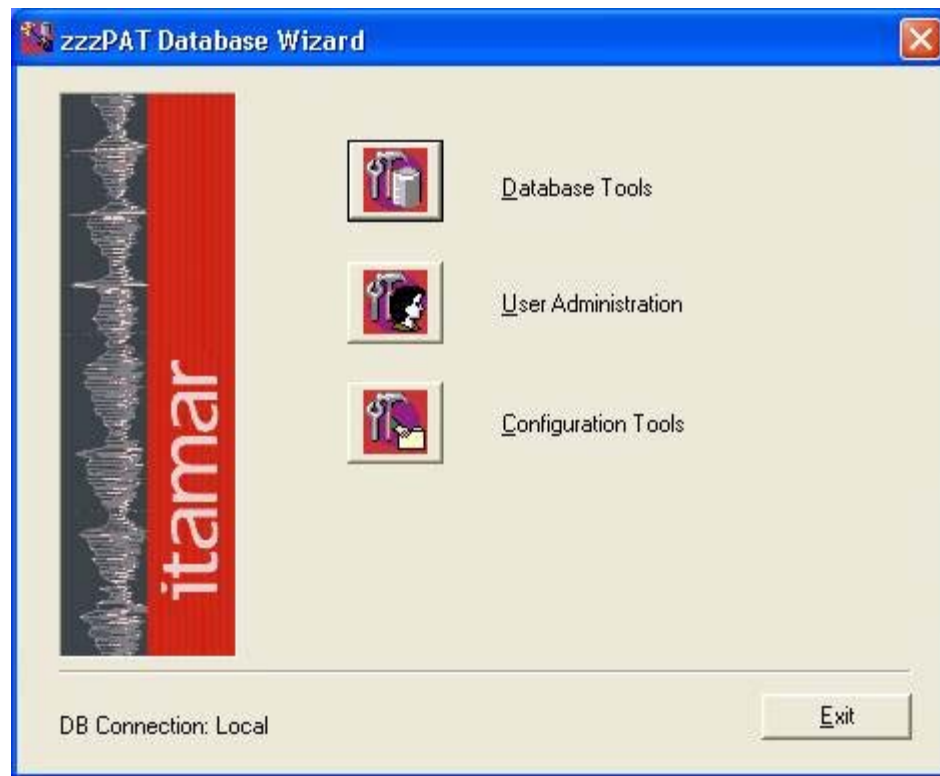 zzzPAT Database Wizard
itamar
Database Tools
User Administration
Configuration Tools
DB Connection: Local
Exit